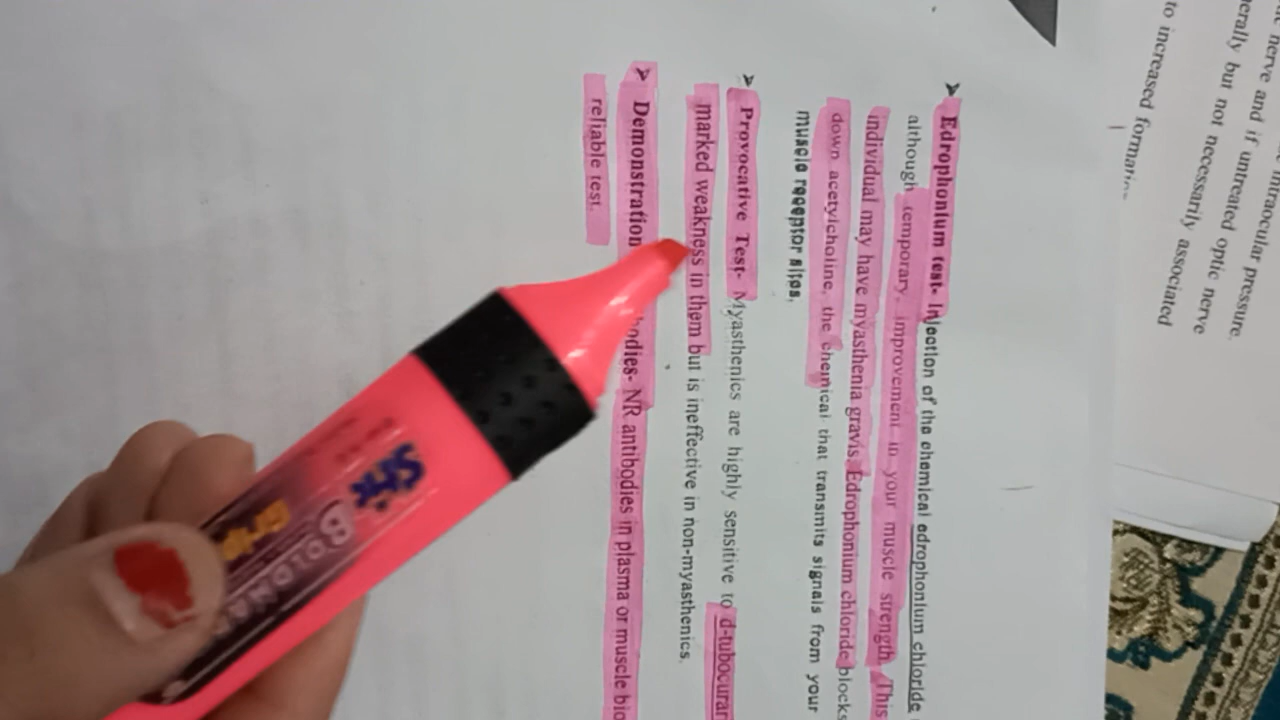 ➤ Edrophonium test- Injection of the chemical edrophonium chloride
although temporary, improvement in your muscle strength. This
individual may have myasthenia gravis. Edrophonium chloride blocks
down acetylcholine, the chemical that transmits signals from your
muscle receptor sites.
➤ Provocative Test- Myasthenics are highly sensitive to d-tubocurar
marked weakness in them but is ineffective in non-myasthenics.
➤ Demonstration bodies- NR antibodies in plasma or muscle bio
reliable test.
nerve and if untreated intraocular pressure.
erally but not necessarily optic nerve
associated
to increased